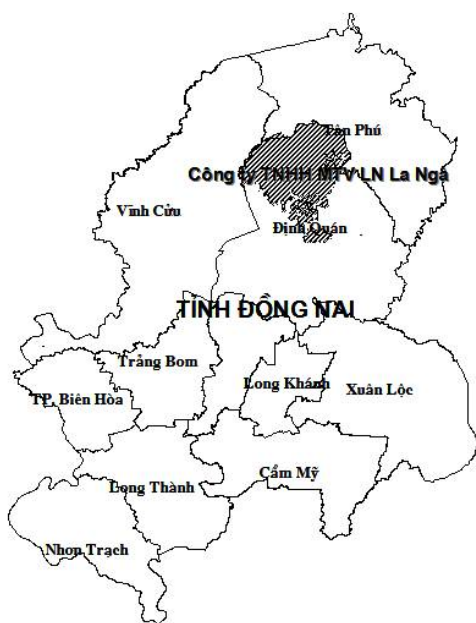 Tân Phú
Công ty TNHH MTV LN La Ngà
Vĩnh Cửu
Định Quán
TỈNH ĐỒNG NAI
Trảng Bom
Long Khánh
Xuân Lộc
TP. Biên Hòa
Cẩm Mỹ
Long Thành
Nhơn Trạch